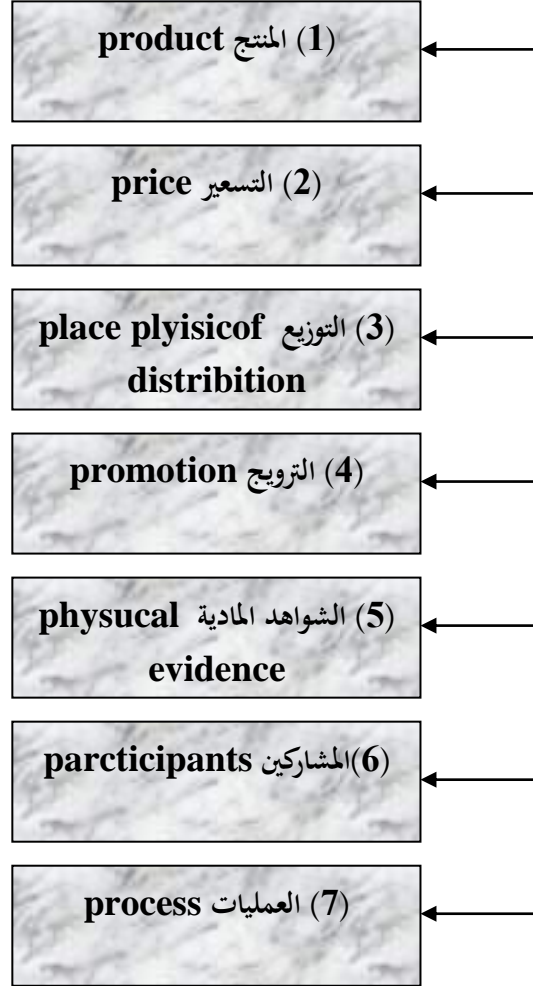 (1) المنتج product
(2) التسعير price
(3) التوزيع place plyisicof
distribition
(4) الترويج promotion
(5) الشواهد المادية physucal
evidence
(6)المشاركين parcticipants
(7) العمليات process